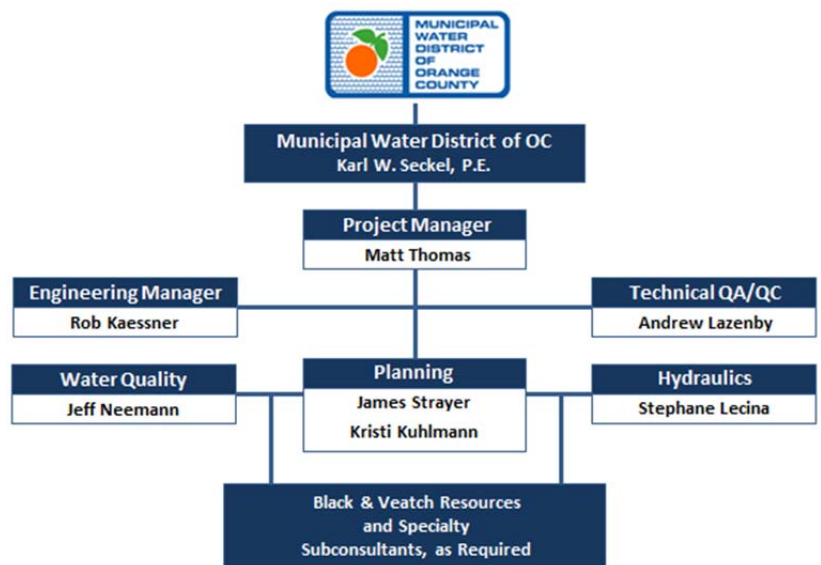 MUNICIPAL
WATER
DISTRICT
OF
ORANGE
COUNTY
Municipal Water District of OC
Karl W. Seckel, P.E.
Project Manager
Matt Thomas
Engineering Manager
Rob Kaessner
Technical QA/QC
Andrew Lazenby
Water Quality
Jeff Neemann
Planning
James Strayer
Kristi Kuhlmann
Hydraulics
Stephane Lecina
Black & Veatch Resources
and Specialty
Subconsultants, as Required